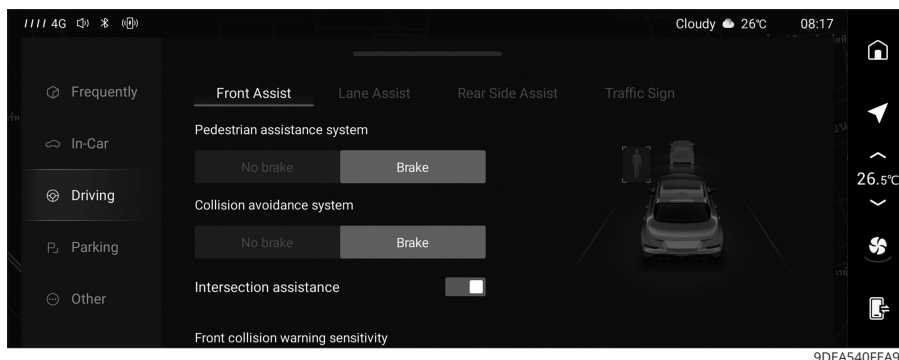 4G
Cloudy 26℃ 08:17
Frequently
In-Car
Driving
Parking
Other
Front Assist Lane Assist Rear Side Assist Traffic Sign
Pedestrian assistance system
No brake Brake
Collision avoidance system
No brake Brake
Intersection assistance
Front collision warning sensitivity
26.5℃
9DFA540FFA9